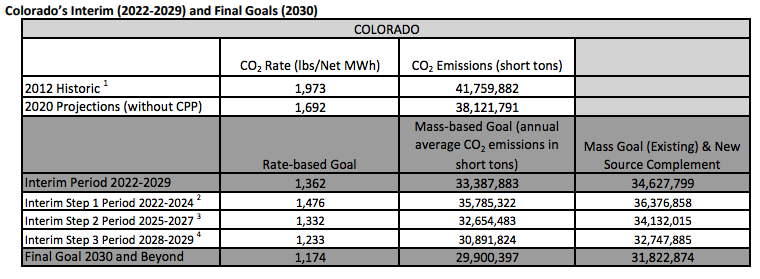 Colorado's Interim (2022-2029) and Final Goals (2030)
COLORADO
CO₂ Rate (lbs/Net MWh) CO₂ Emissions (short tons)
2012 Historic ¹ 1,973 41,759,882
2020 Projections (without CPP) 1,692 38,121,791
Mass-based Goal (annual
average CO₂ emissions in Mass Goal (Existing) & New
Rate-based Goal short tons) Source Complement
Interim Period 2022-2029 1,362 33,387,883 34,627,799
Interim Step 1 Period 2022-2024 ² 1,476 35,785,322 36,376,858
Interim Step 2 Period 2025-2027 ³ 1,332 32,654,483 34,132,015
Interim Step 3 Period 2028-2029 ⁴ 1,233 30,891,824 32,747,885
Final Goal 2030 and Beyond 1,174 29,900,397 31,822,874